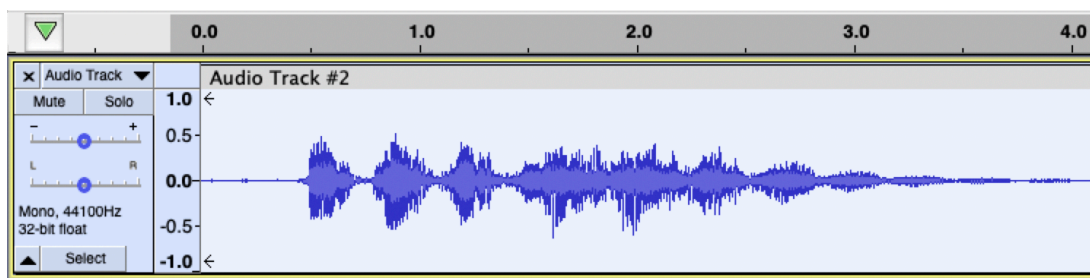 0.0 1.0 2.0 3.0 4.0
× Audio Track ▼ Audio Track #2
Mute Solo 1.0
- + 0.5
L R 0.0
Mono, 44100Hz
32-bit float -0.5
Select -1.0